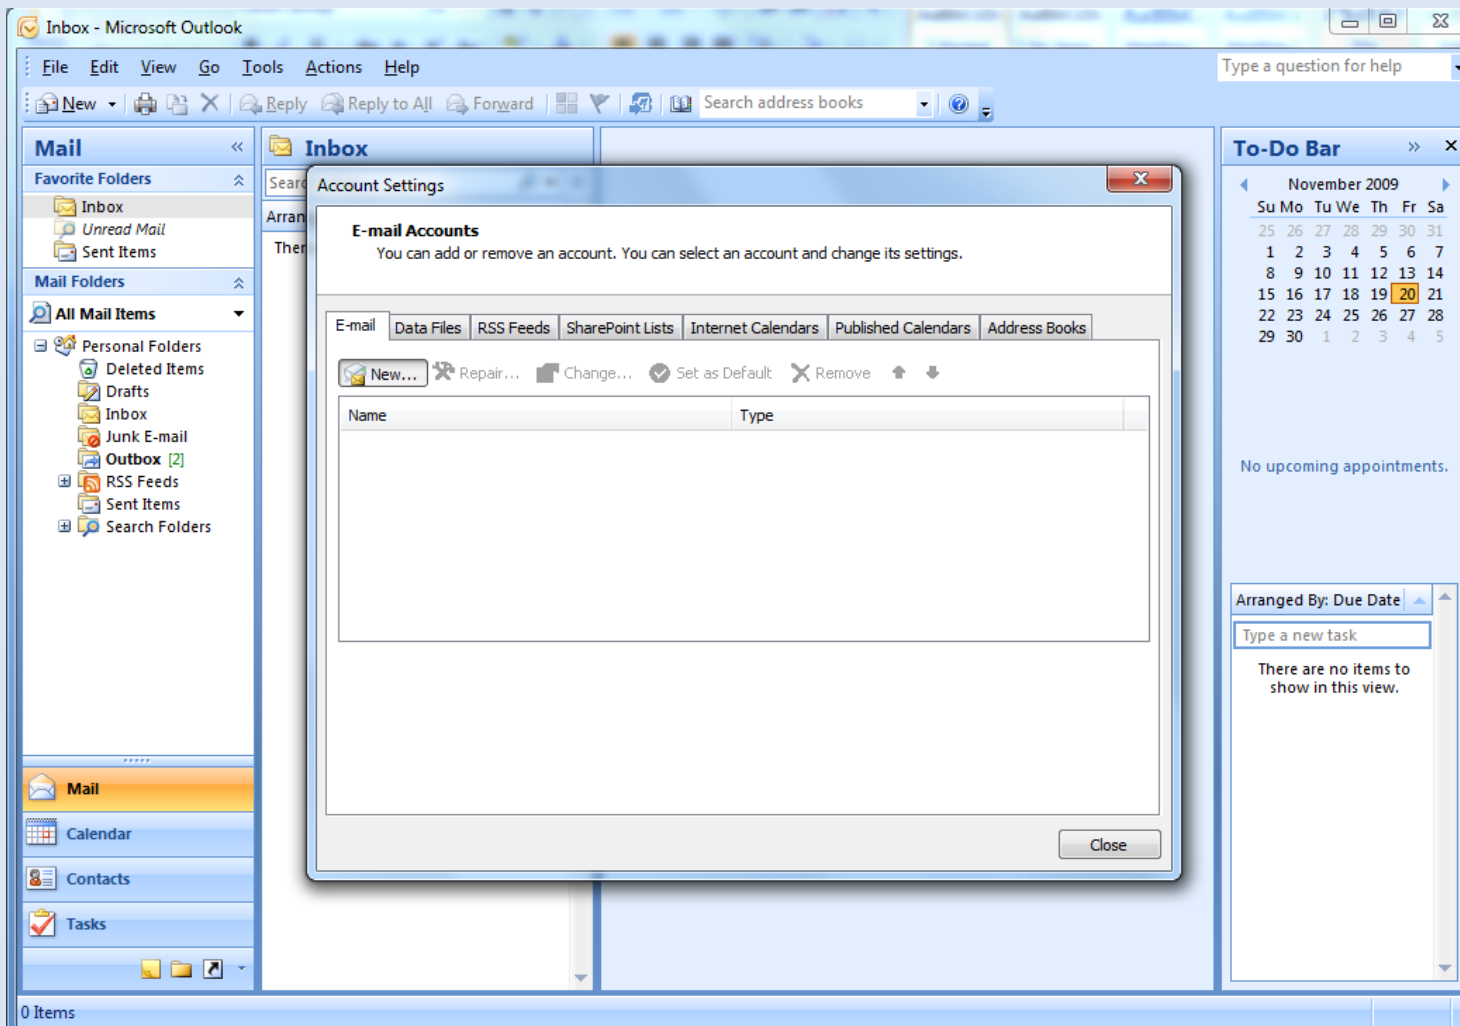 Inbox - Microsoft Outlook
File Edit View Go Tools Actions Help
Type a question for help
New Reply Reply to All Forward Search address books
Mail
Favorite Folders
Inbox
Unread Mail
Sent Items
Mail Folders
All Mail Items
Personal Folders
Deleted Items
Drafts
Inbox
Junk E-mail
Outbox [2]
RSS Feeds
Sent Items
Search Folders
Mail
Calendar
Contacts
Tasks
0 Items
Inbox
Account Settings
E-mail Accounts
You can add or remove an account. You can select an account and change its settings.
E-mail Data Files RSS Feeds SharePoint Lists Internet Calendars Published Calendars Address Books
New... Repair... Change... Set as Default Remove
Name Type
Close
To-Do Bar
November 2009
Su Mo Tu We Th Fr Sa
25 26 27 28 29 30 31
1 2 3 4 5 6 7
8 9 10 11 12 13 14
15 16 17 18 19 20 21
22 23 24 25 26 27 28
29 30 1 2 3 4 5
No upcoming appointments.
Arranged By: Due Date
Type a new task
There are no items to
show in this view.